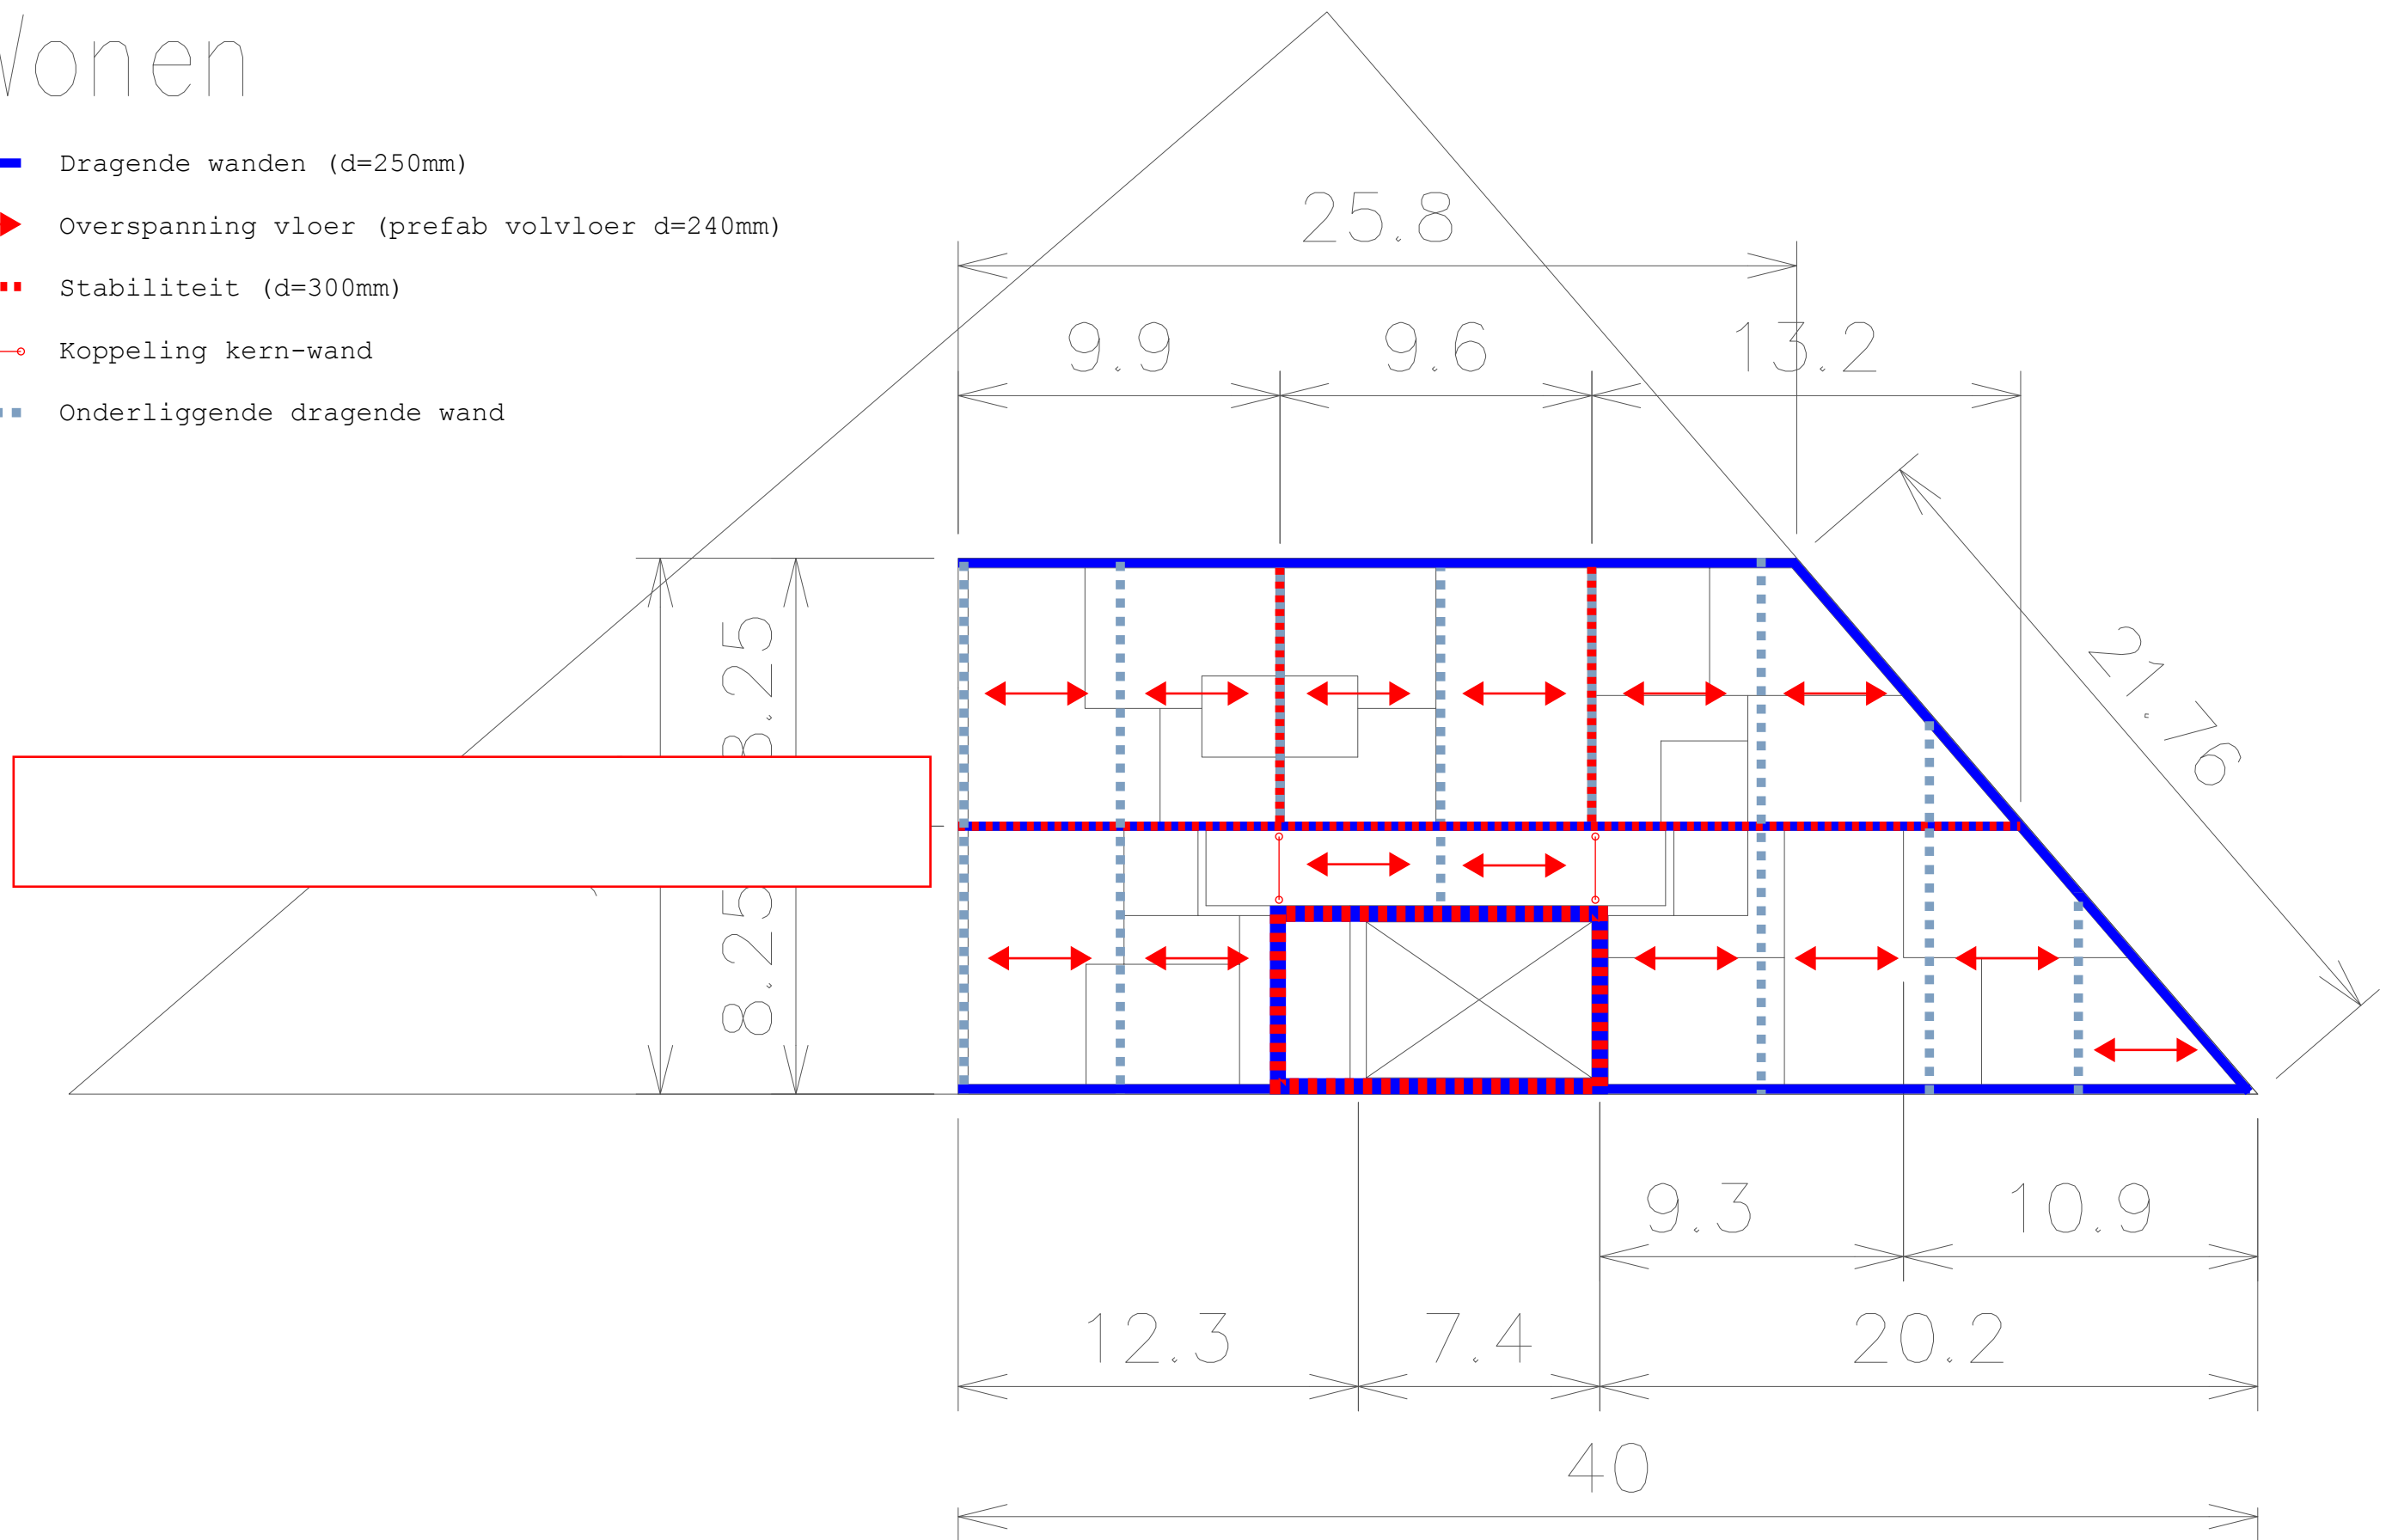 Wonen
Dragende wanden (d=250mm)
Overspanning vloer (prefab volvloer d=240mm)
Stabiliteit (d=300mm)
Koppeling kern-wand
Onderliggende dragende wand
25.8
9.9
9.6
13.2
21.76
8.25
8.25
9.3
10.9
12.3
7.4
20.2
40